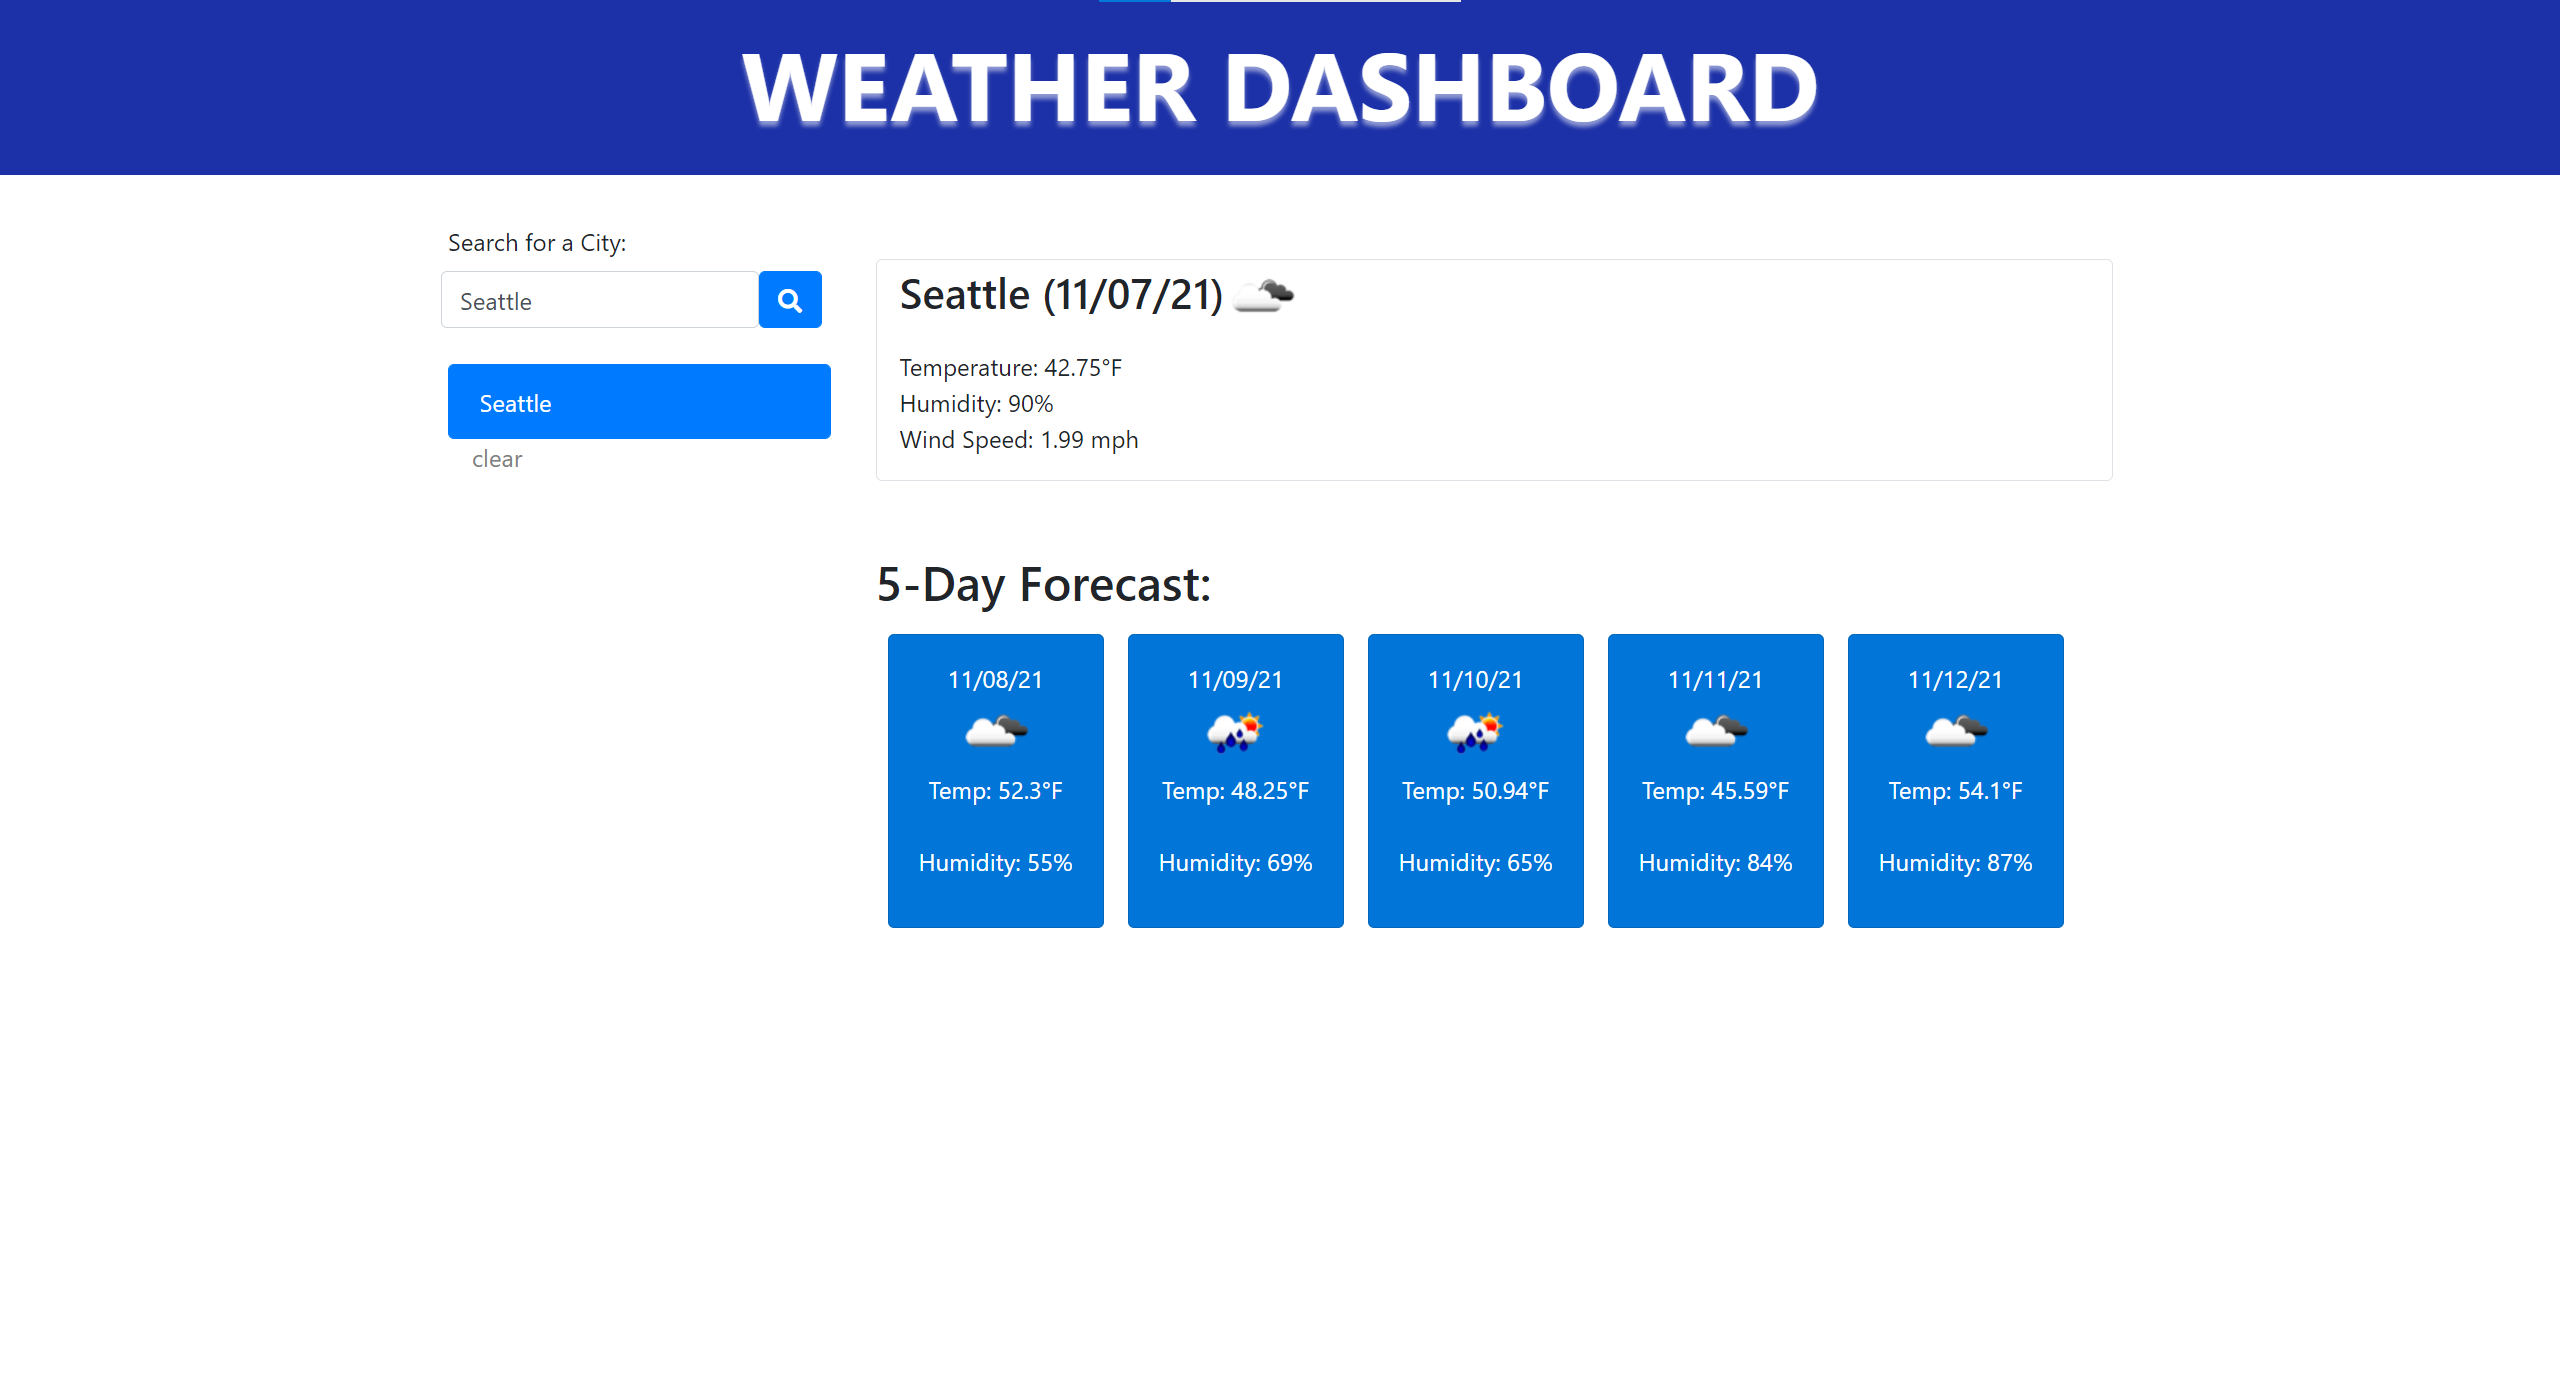 WEATHER DASHBOARD
Search for a City:
Seattle
Seattle
clear
Seattle (11/07/21)
Temperature: 42.75°F
Humidity: 90%
Wind Speed: 1.99 mph
5-Day Forecast:
11/08/21
Temp: 52.3°F
Humidity: 55%
11/09/21
Temp: 48.25°F
Humidity: 69%
11/10/21
Temp: 50.94°F
Humidity: 65%
11/11/21
Temp: 45.59°F
Humidity: 84%
11/12/21
Temp: 54.1°F
Humidity: 87%